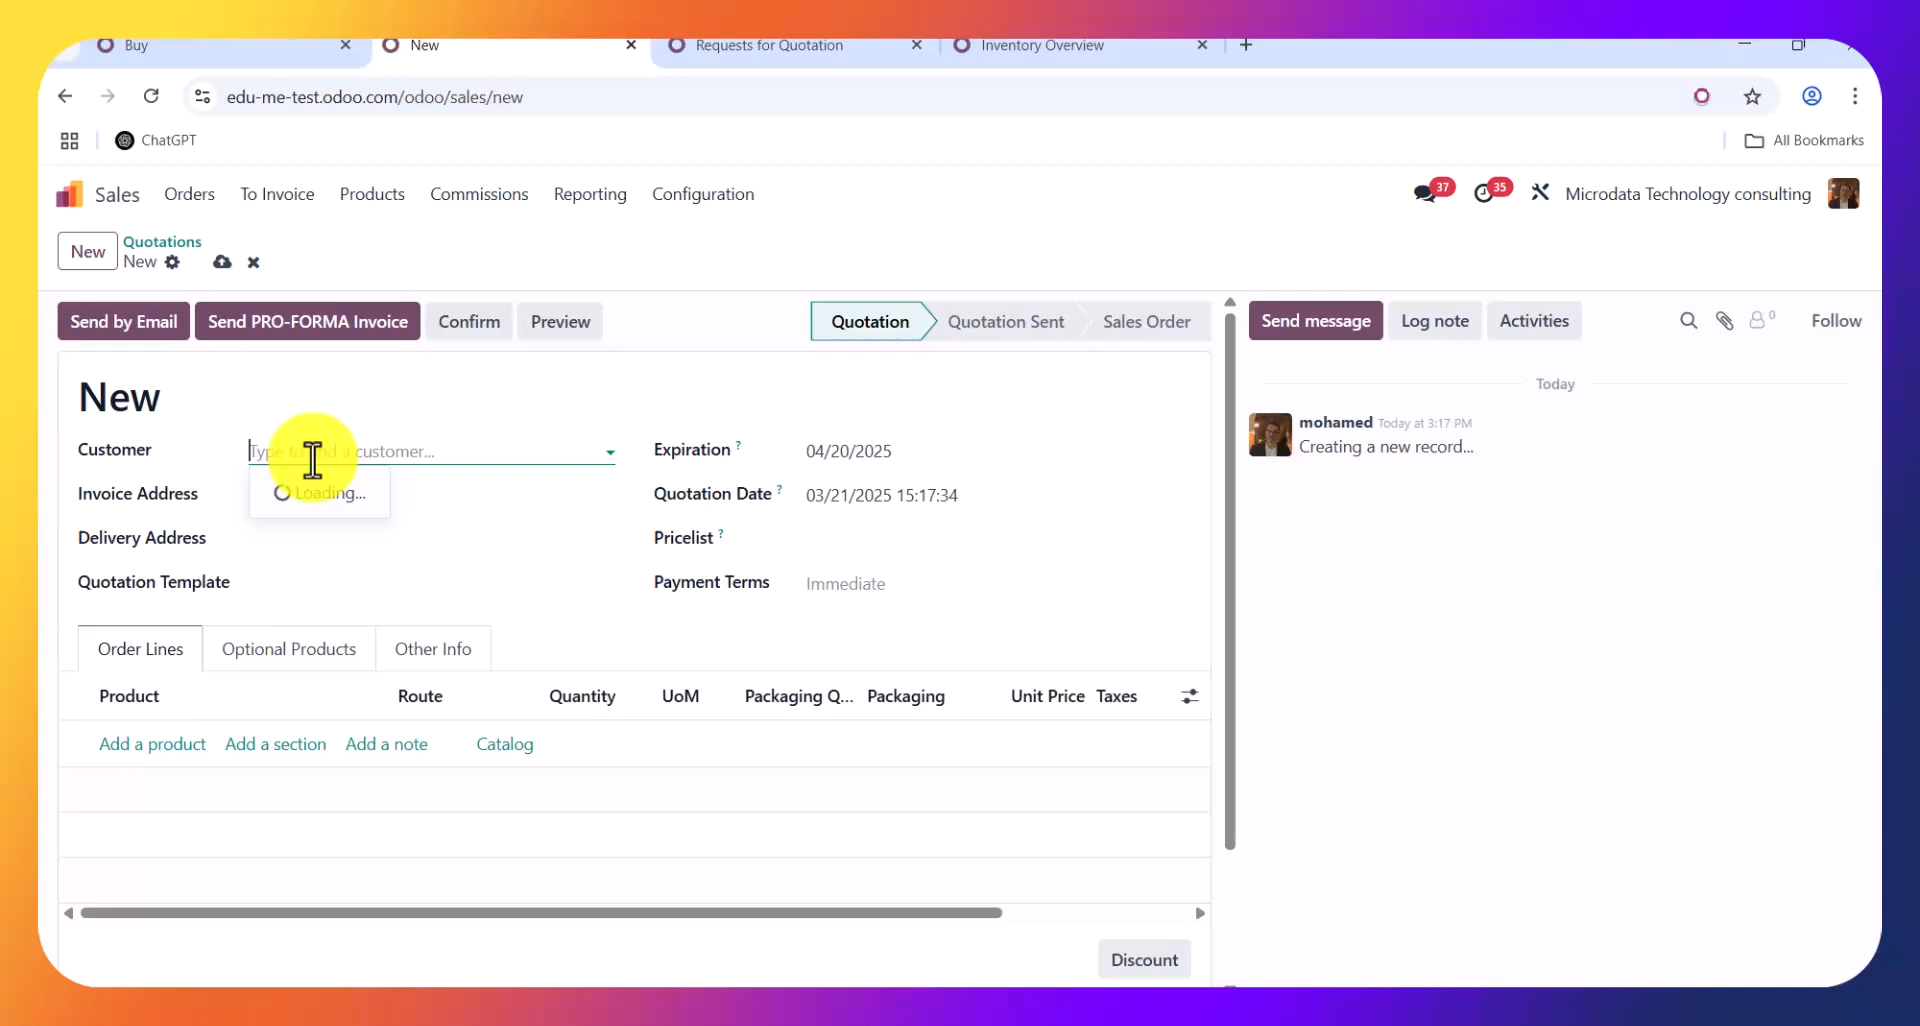 Buy
New
Requests for Quotation
Inventory Overview
edu-me-test.odoo.com/odoo/sales/new
ChatGPT
All Bookmarks
Sales Orders To Invoice Products Commissions Reporting Configuration
37
35
Microdata Technology consulting
New
Quotations
New
Send by Email
Send PRO-FORMA Invoice
Confirm
Preview
Quotation
Quotation Sent
Sales Order
Send message
Log note
Activities
0
Follow
New
Customer
Type to find a customer...
Loading...
Invoice Address
Delivery Address
Quotation Template
Expiration ?
04/20/2025
Quotation Date ?
03/21/2025 15:17:34
Pricelist ?
Payment Terms
Immediate
Today
mohamed Today at 3:17 PM
Creating a new record...
Order Lines
Optional Products
Other Info
Product Route Quantity UoM Packaging Q... Packaging Unit Price Taxes
Add a product Add a section Add a note Catalog
Discount